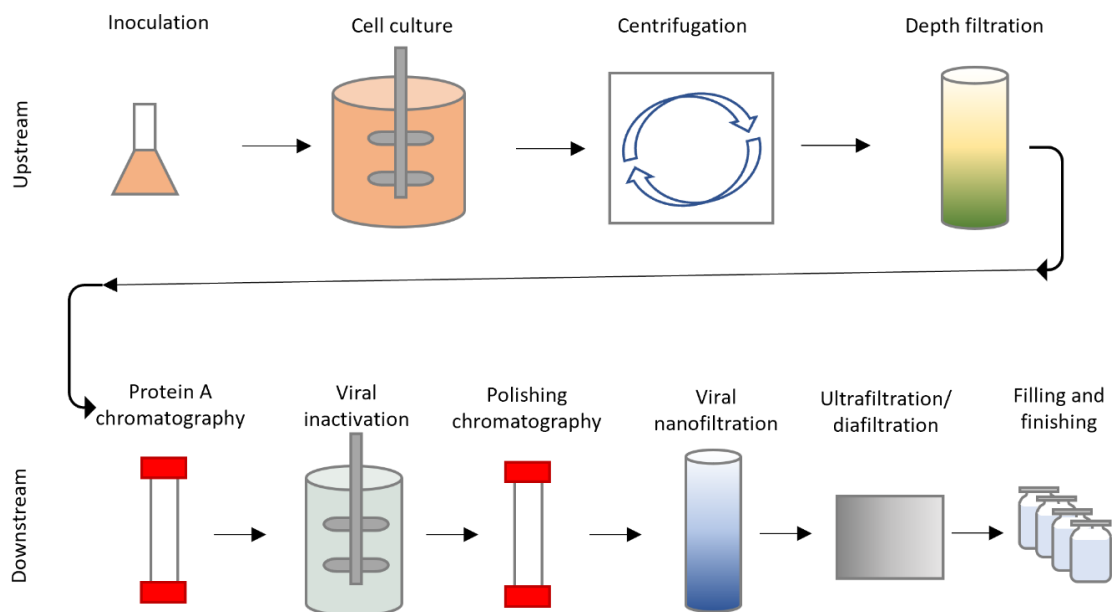 Inoculation
Cell culture
Centrifugation
Depth filtration
Upstream
Protein A
chromatography
Viral
inactivation
Polishing
chromatography
Viral
nanofiltration
Ultrafiltration/
diafiltration
Filling and
finishing
Downstream